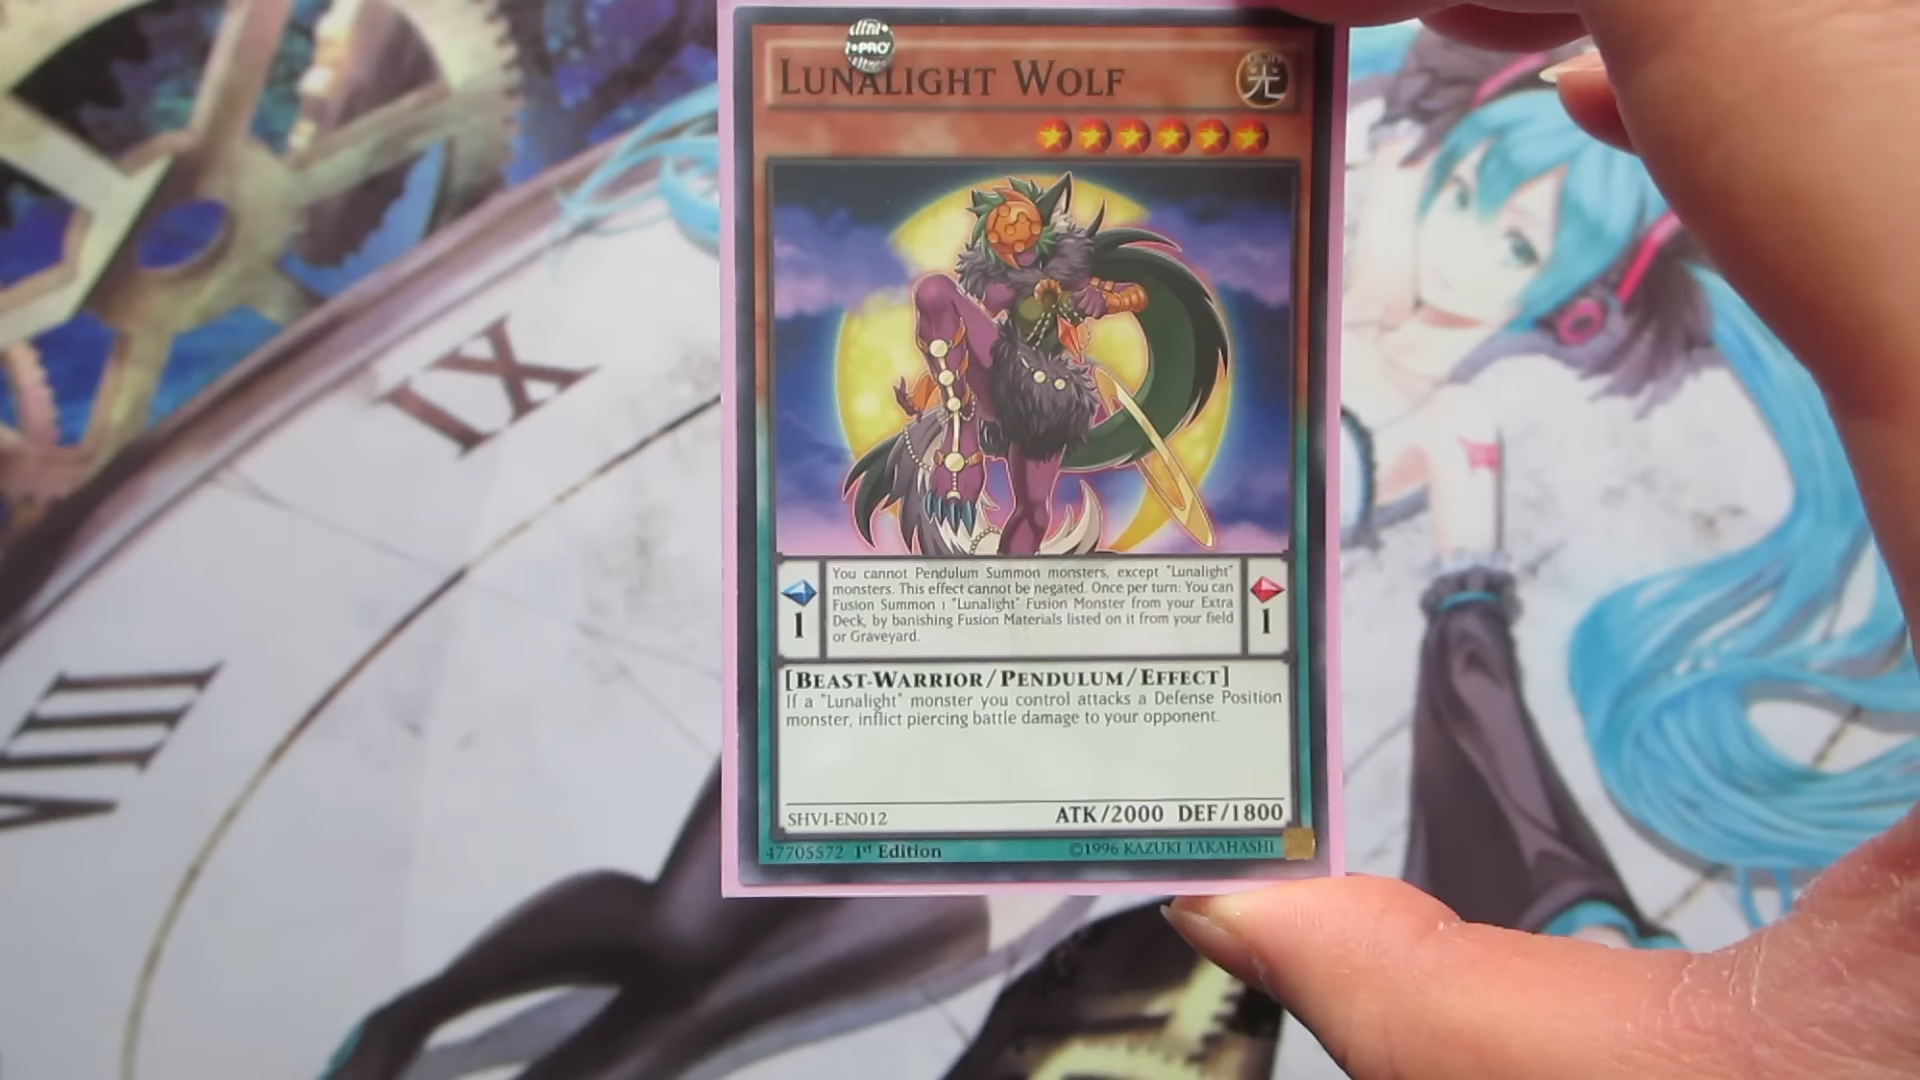 IX
VIII
Ultra•
PRO
LUNALIGHT WOLF
光
You cannot Pendulum Summon monsters, except "Lunalight"
monsters. This effect cannot be negated. Once per turn: You can
Fusion Summon 1 "Lunalight" Fusion Monster from your Extra
Deck, by banishing Fusion Materials listed on it from your field
or Graveyard.
1
1
[BEAST-WARRIOR/PENDULUM/EFFECT]
If a "Lunalight" monster you control attacks a Defense Position
monster, inflict piercing battle damage to your opponent.
SHVI-EN012
ATK/2000 DEF/1800
47705572 1st Edition
©1996 KAZUKI TAKAHASHI